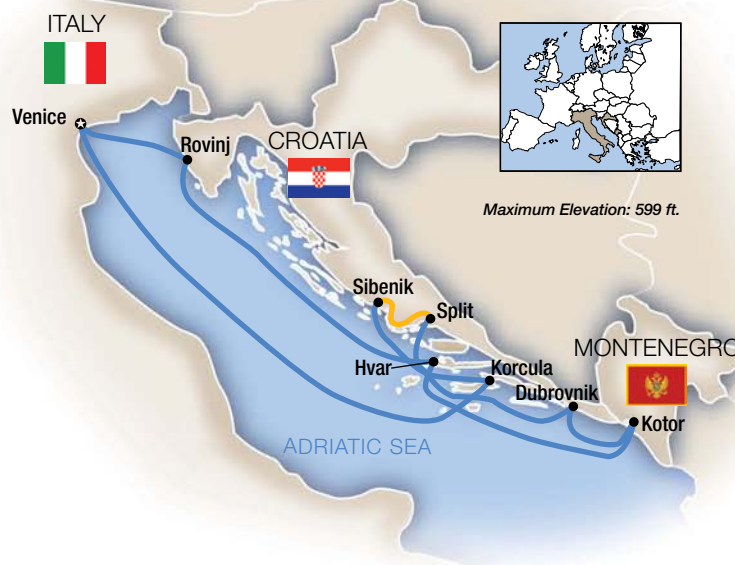 ITALY
Venice
Rovinj
CROATIA
Maximum Elevation: 599 ft.
Sibenik
Split
Hvar
Korcula
MONTENEGRO
Dubrovnik
Kotor
ADRIATIC SEA